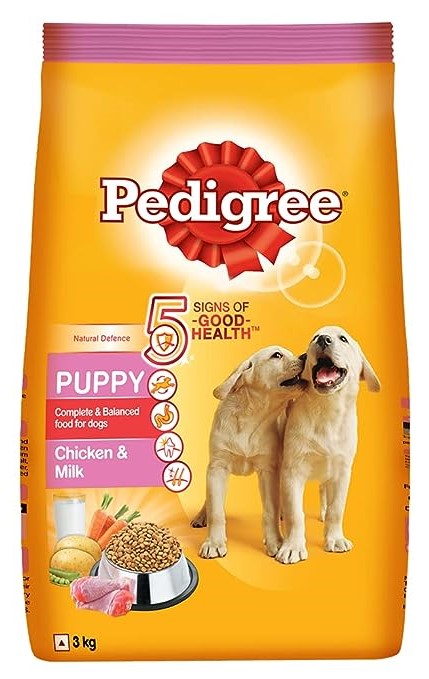 Pedigree®
5 SIGNS OF
-GOOD-
HEALTH™
Natural Defence
PUPPY
Complete & Balanced
food for dogs
Chicken &
Milk
3 kg